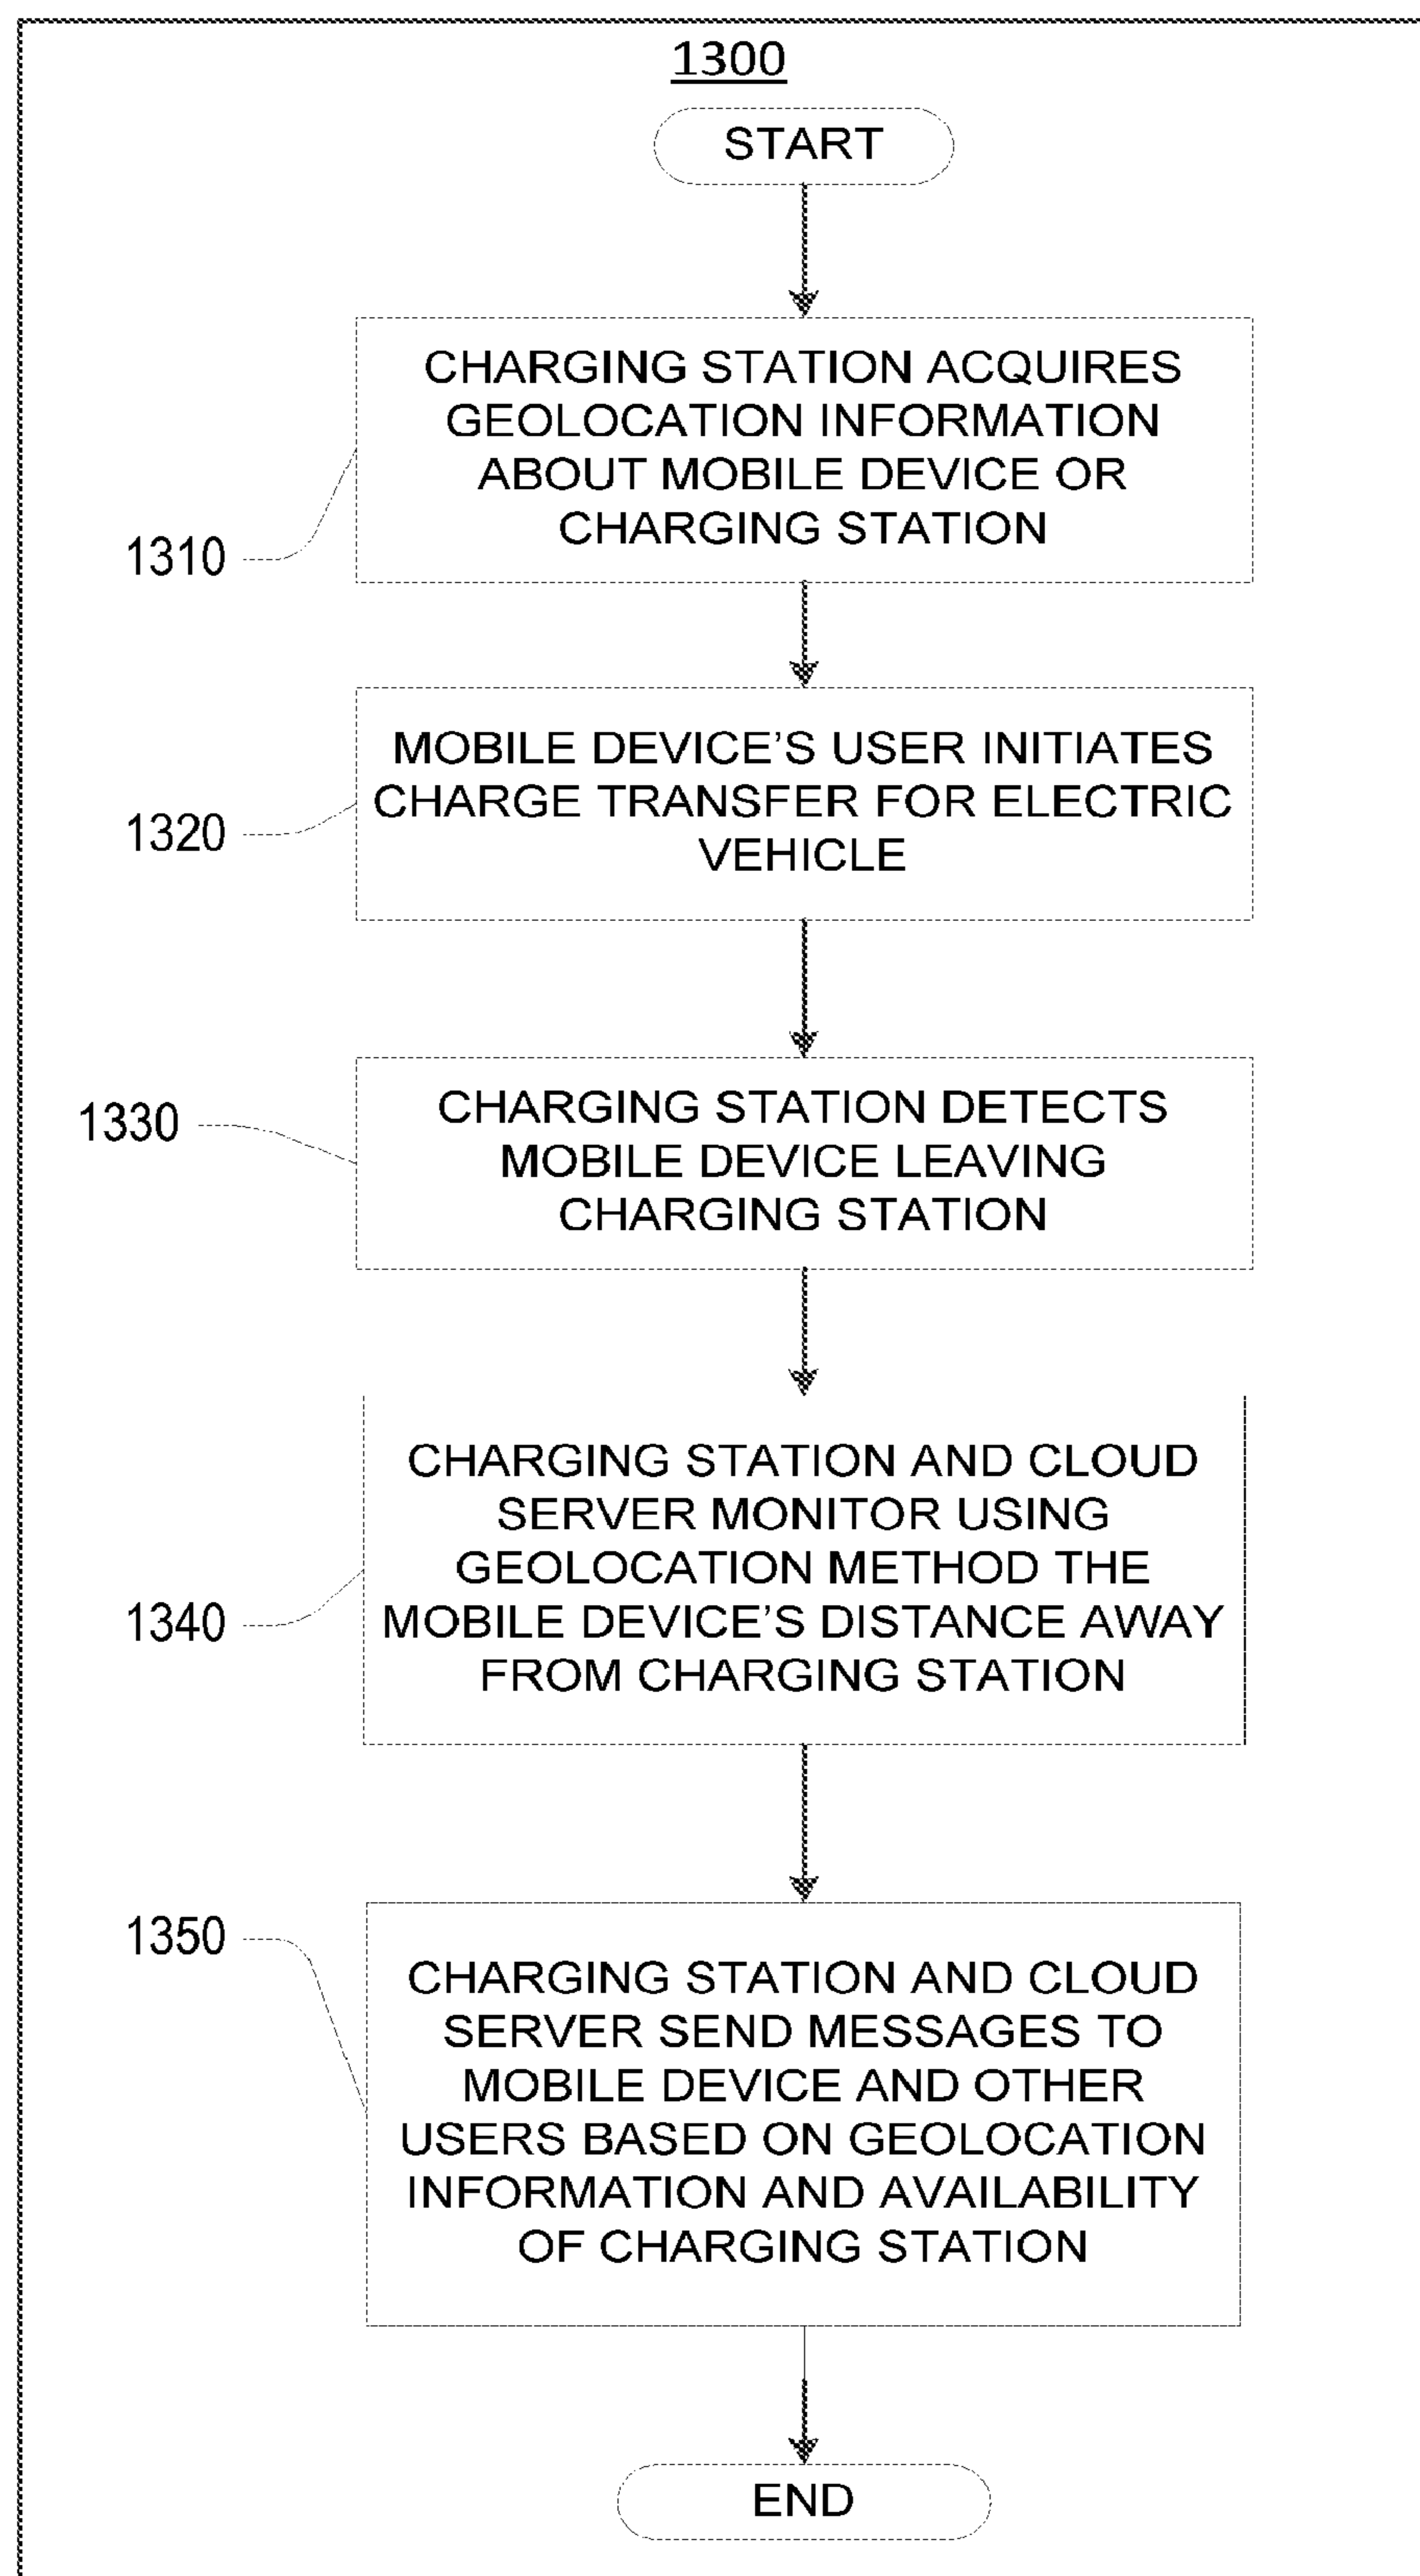 1300
START
CHARGING STATION ACQUIRES
GEOLOCATION INFORMATION
ABOUT MOBILE DEVICE OR
CHARGING STATION
1310
MOBILE DEVICE'S USER INITIATES
CHARGE TRANSFER FOR ELECTRIC
VEHICLE
1320
CHARGING STATION DETECTS
MOBILE DEVICE LEAVING
CHARGING STATION
1330
CHARGING STATION AND CLOUD
SERVER MONITOR USING
GEOLOCATION METHOD THE
MOBILE DEVICE'S DISTANCE AWAY
FROM CHARGING STATION
1340
CHARGING STATION AND CLOUD
SERVER SEND MESSAGES TO
MOBILE DEVICE AND OTHER
USERS BASED ON GEOLOCATION
INFORMATION AND AVAILABILITY
OF CHARGING STATION
1350
END